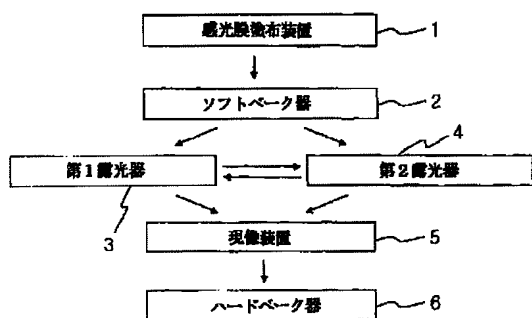 感光膜塗布装置 1
ソフトベーク器 2
4
第1露光器 第2露光器
3
現像装置 5
ハードベーク器 6